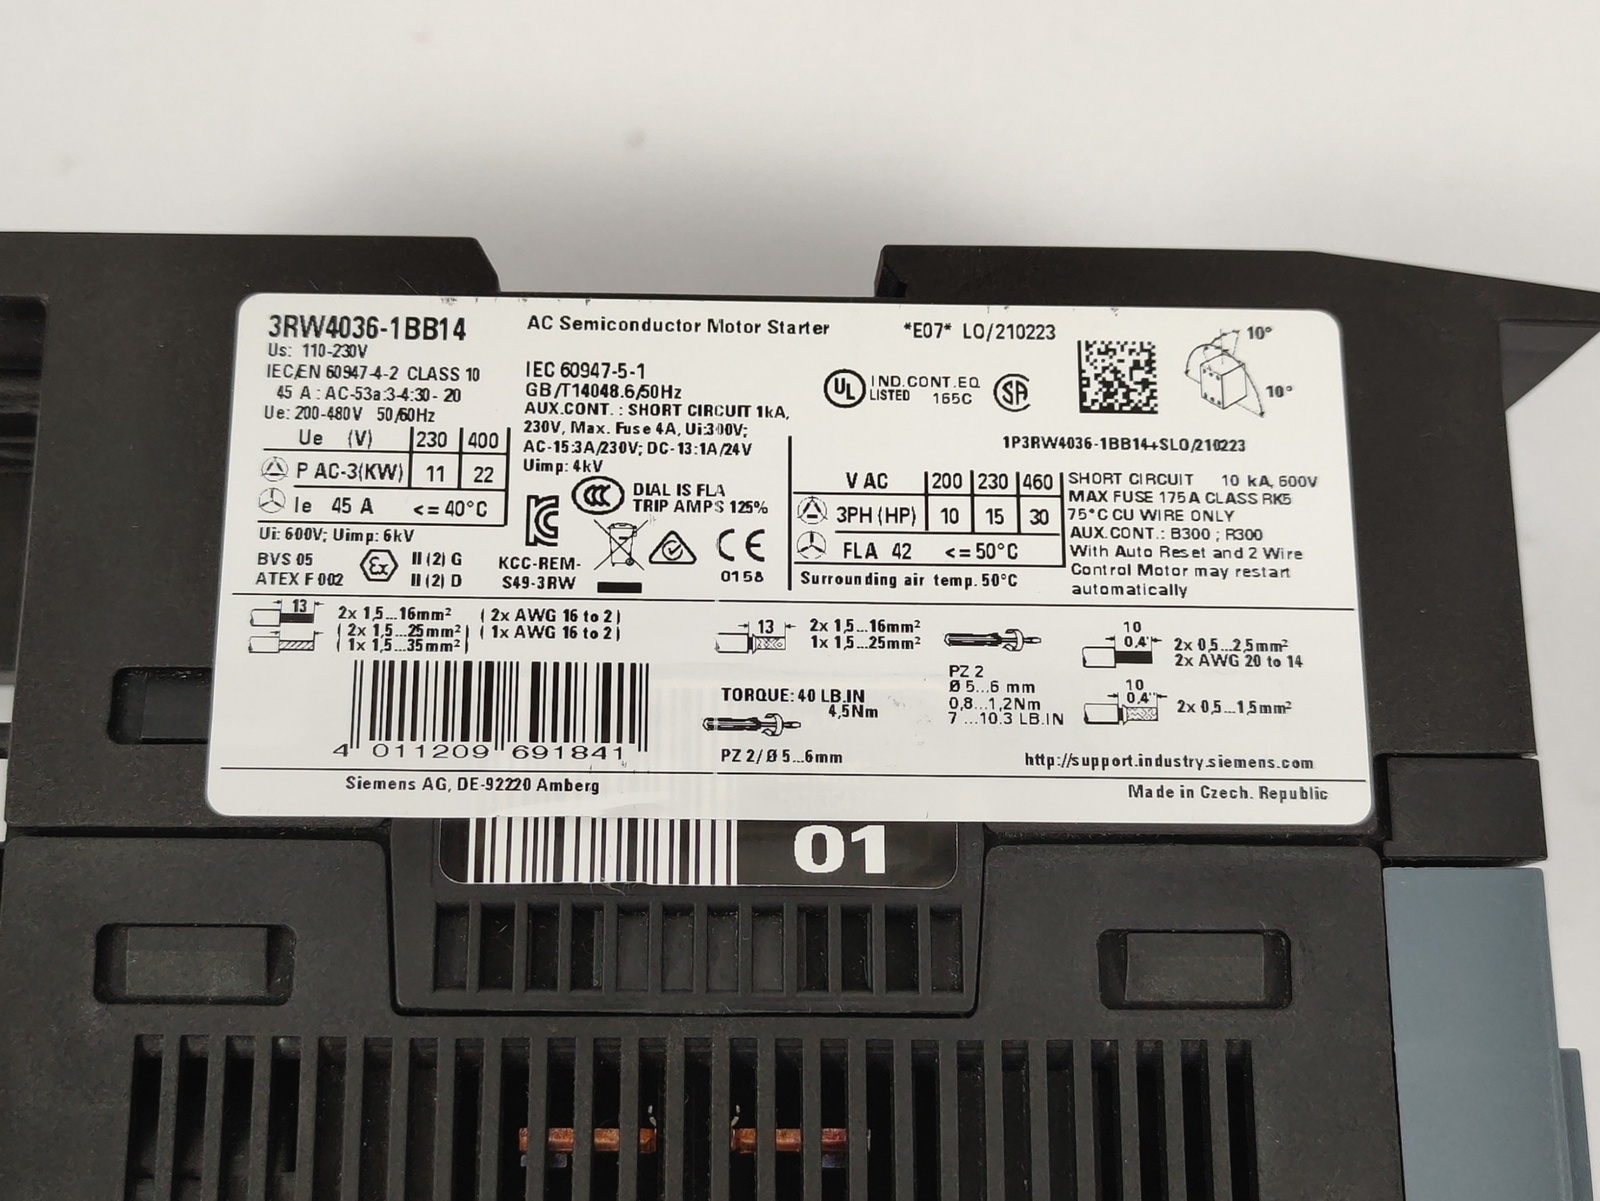 3RW4036-1BB14
AC Semiconductor Motor Starter
*E07* LO/210223
Us: 110-230V
IEC/EN 60947-4-2 CLASS 10
45 A : AC-53a:3-4:30- 20
Ue: 200-480V 50/60Hz
Ue (V) 230 400
P AC-3(KW) 11 22
Ie 45 A <= 40°C
Ui: 600V; Uimp: 6kV
BVS 05
ATEX F 002
Ex
II (2) G
II (2) D
IEC 60947-5-1
GB/T14048.6/50Hz
AUX.CONT. : SHORT CIRCUIT 1kA,
230V, Max. Fuse 4A, Ui:300V;
AC-15:3A/230V; DC-13:1A/24V
Uimp: 4kV
CCC
DIAL IS FLA
TRIP AMPS 125%
KCC-REM-
S49-3RW
CE
0158
UL
LISTED
IND.CONT.EQ
165C
SA
10°
10°
1P3RW4036-1BB14+SLO/210223
V AC 200 230 460
3PH (HP) 10 15 30
FLA 42 <= 50°C
Surrounding air temp. 50°C
SHORT CIRCUIT 10 kA, 600V
MAX FUSE 175 A CLASS RK5
75°C CU WIRE ONLY
AUX.CONT.: B300 ; R300
With Auto Reset and 2 Wire
Control Motor may restart
automatically
13
2x 1,5...16mm² ( 2x AWG 16 to 2 )
( 2x 1,5...25mm² ) ( 1x AWG 16 to 2 )
( 1x 1,5...35mm² )
13
2x 1,5...16mm²
1x 1,5...25mm²
PZ 2
Ø 5...6 mm
0,8...1,2Nm
7 ...10.3 LB.IN
10
0,4"
2x 0,5...2,5mm²
2x AWG 20 to 14
10
0,4"
2x 0,5...1,5mm²
TORQUE: 40 LB.IN
4,5Nm
PZ 2/ Ø 5...6mm
4 011209 691841
http://support.industry.siemens.com
Siemens AG, DE-92220 Amberg
Made in Czech. Republic
01